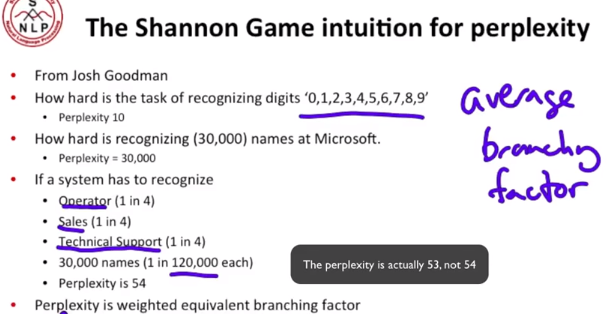 S
NLP
The Shannon Game intuition for perplexity
• From Josh Goodman
• How hard is the task of recognizing digits ‘0,1,2,3,4,5,6,7,8,9’
• Perplexity 10
• How hard is recognizing (30,000) names at Microsoft.
• Perplexity = 30,000
• If a system has to recognize
• Operator (1 in 4)
• Sales (1 in 4)
• Technical Support (1 in 4)
• 30,000 names (1 in 120,000 each)
• Perplexity is 54
• Perplexity is weighted equivalent branching factor
average
branching
factor
The perplexity is actually 53, not 54